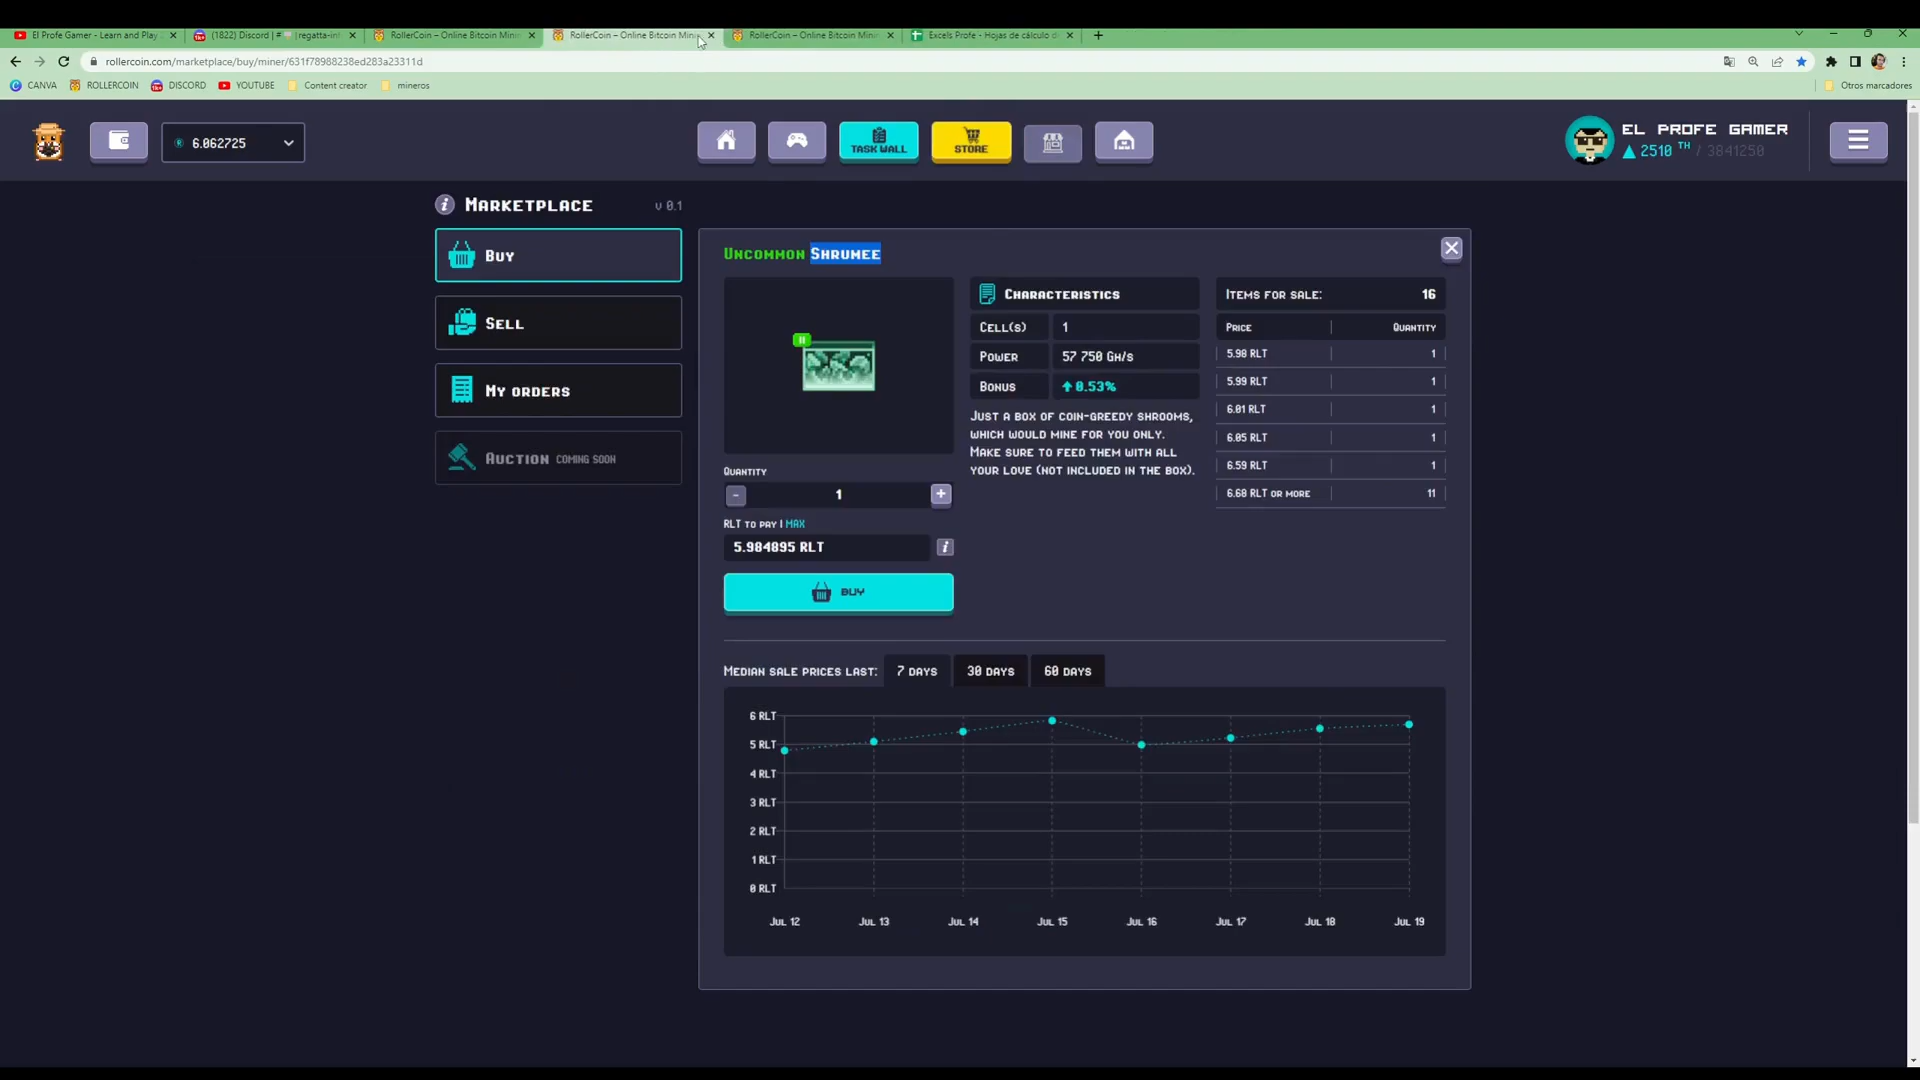 El Profe Gamer - Learn and Play
(1822) Discord | #
| regatta-in
RollerCoin – Online Bitcoin Mini
RollerCoin – Online Bitcoin Mini
RollerCoin – Online Bitcoin Mini
Excels Profe - Hojas de cálculo d
rollercoin.com/marketplace/buy/miner/631f78988238ed283a23311d
CANVA
ROLLERCOIN
DISCORD
YOUTUBE
Content creator
mineros
Otros marcadores
6.062725
TASK WALL
STORE
EL PROFE GAMER
2510 TH / 3841250
MARKETPLACE
V 0.1
BUY
SELL
MY ORDERS
AUCTION COMING SOON
UNCOMMON SHRUMEE
II
QUANTITY
- 1 +
RLT TO PAY | MAX
5.984895 RLT
BUY
CHARACTERISTICS
CELL(S) 1
POWER 57 750 GH/S
BONUS 0.53%
JUST A BOX OF COIN-GREEDY SHROOMS,
WHICH WOULD MINE FOR YOU ONLY.
MAKE SURE TO FEED THEM WITH ALL
YOUR LOVE (NOT INCLUDED IN THE BOX).
ITEMS FOR SALE: 16
PRICE QUANTITY
5.98 RLT 1
5.99 RLT 1
6.01 RLT 1
6.05 RLT 1
6.59 RLT 1
6.68 RLT OR MORE 11
MEDIAN SALE PRICES LAST: 7 DAYS 30 DAYS 60 DAYS
6 RLT
5 RLT
4 RLT
3 RLT
2 RLT
1 RLT
0 RLT
JUL 12 JUL 13 JUL 14 JUL 15 JUL 16 JUL 17 JUL 18 JUL 19